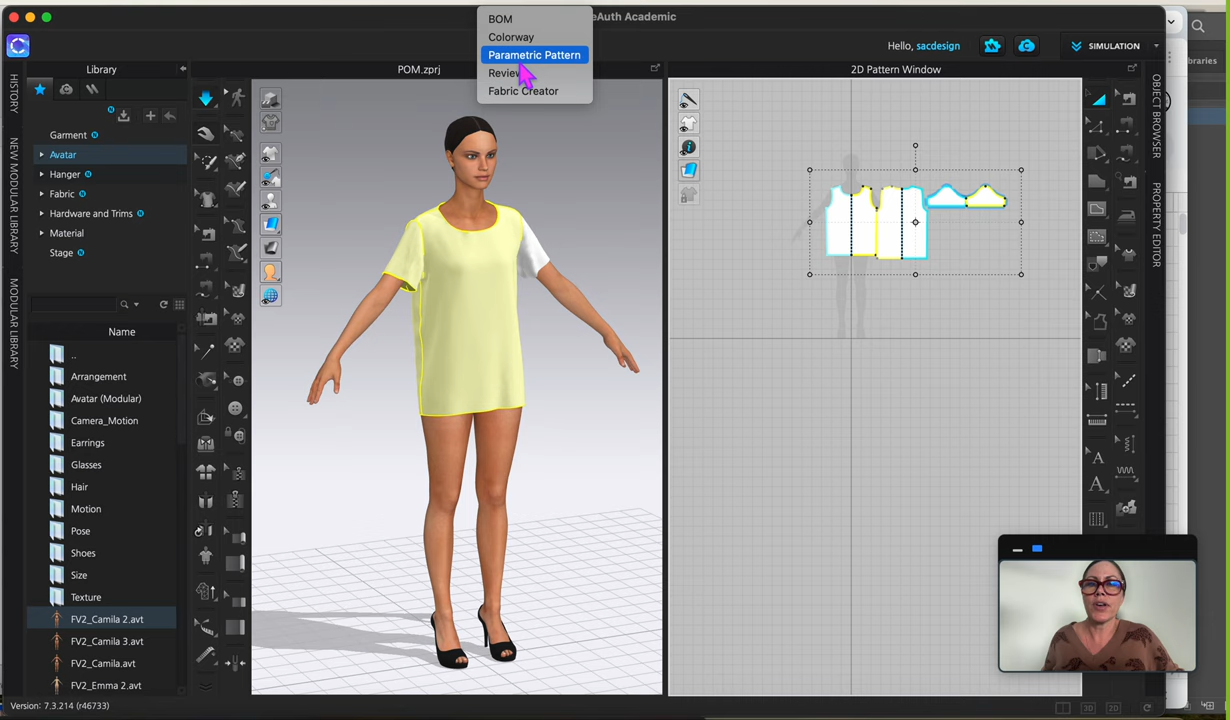 BOM
Colorway
Parametric Pattern
Review
Fabric Creator
eAuth Academic
Hello, sacdesign
SIMULATION
Library
POM.zprj
2D Pattern Window
HISTORY
NEW MODULAR LIBRARY
MODULAR LIBRARY
Garment
Avatar
Hanger
Fabric
Hardware and Trims
Material
Stage
Name
..
Arrangement
Avatar (Modular)
Camera_Motion
Earrings
Glasses
Hair
Motion
Pose
Shoes
Size
Texture
FV2_Camila 2.avt
FV2_Camila 3.avt
FV2_Camila.avt
FV2_Emma 2.avt
OBJECT BROWSER
PROPERTY EDITOR
braries
Version: 7.3.214 (r46733)
3D
2D